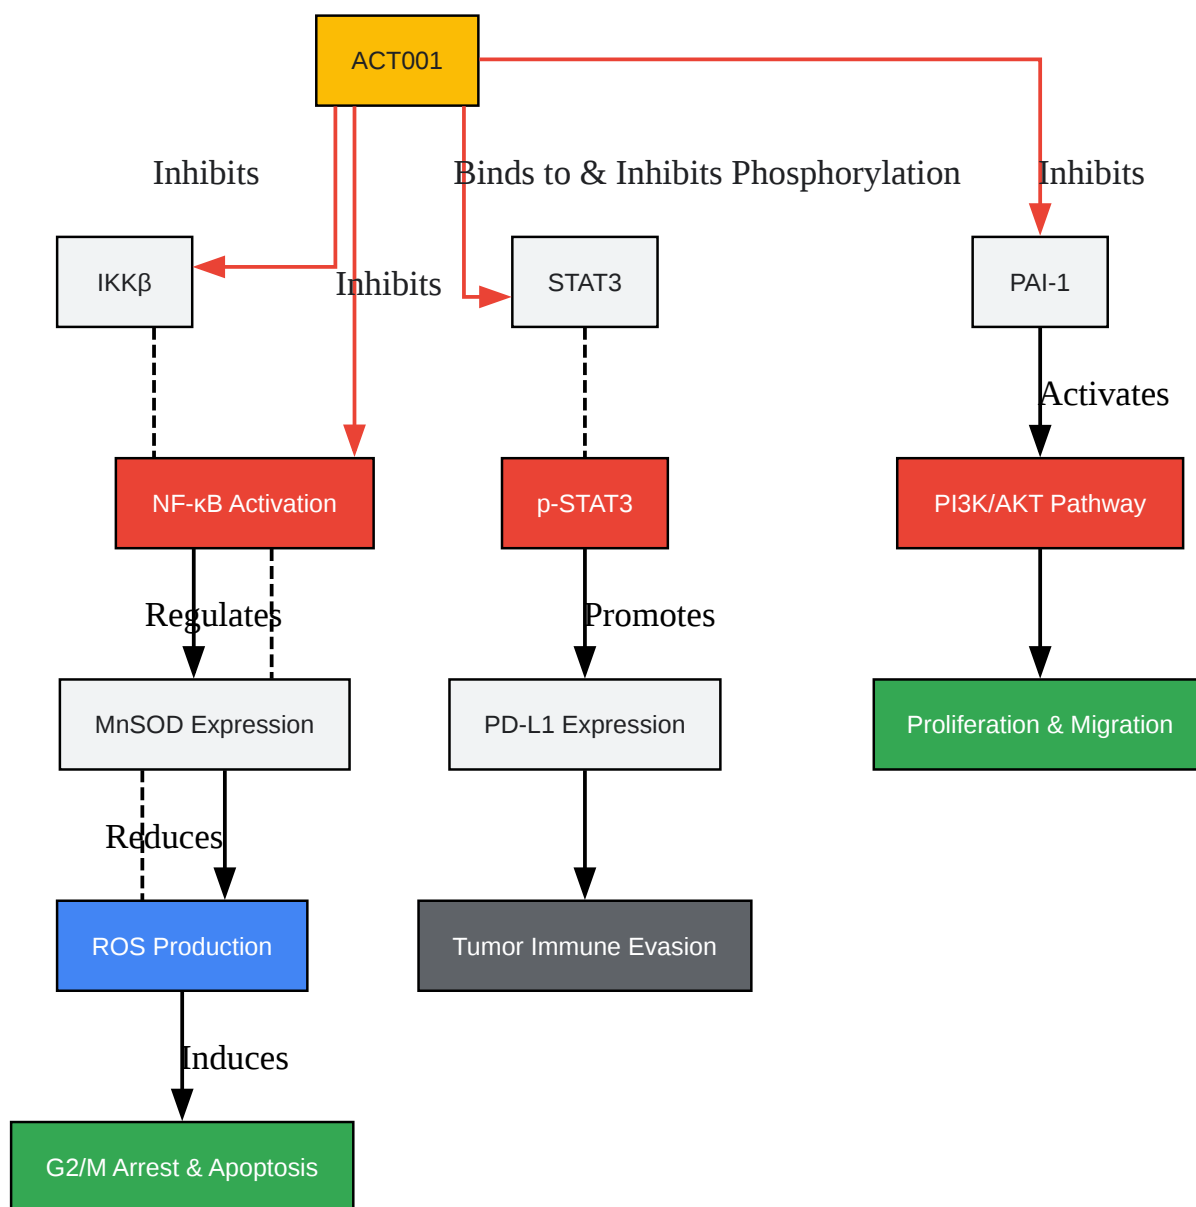 ACT001
Inhibits
Binds to & Inhibits Phosphorylation
Inhibits
IKKβ
Inhibits
STAT3
PAI-1
Activates
NF-κB Activation
p-STAT3
PI3K/AKT Pathway
Regulates
Promotes
MnSOD Expression
PD-L1 Expression
Proliferation & Migration
Reduces
ROS Production
Tumor Immune Evasion
Induces
G2/M Arrest & Apoptosis